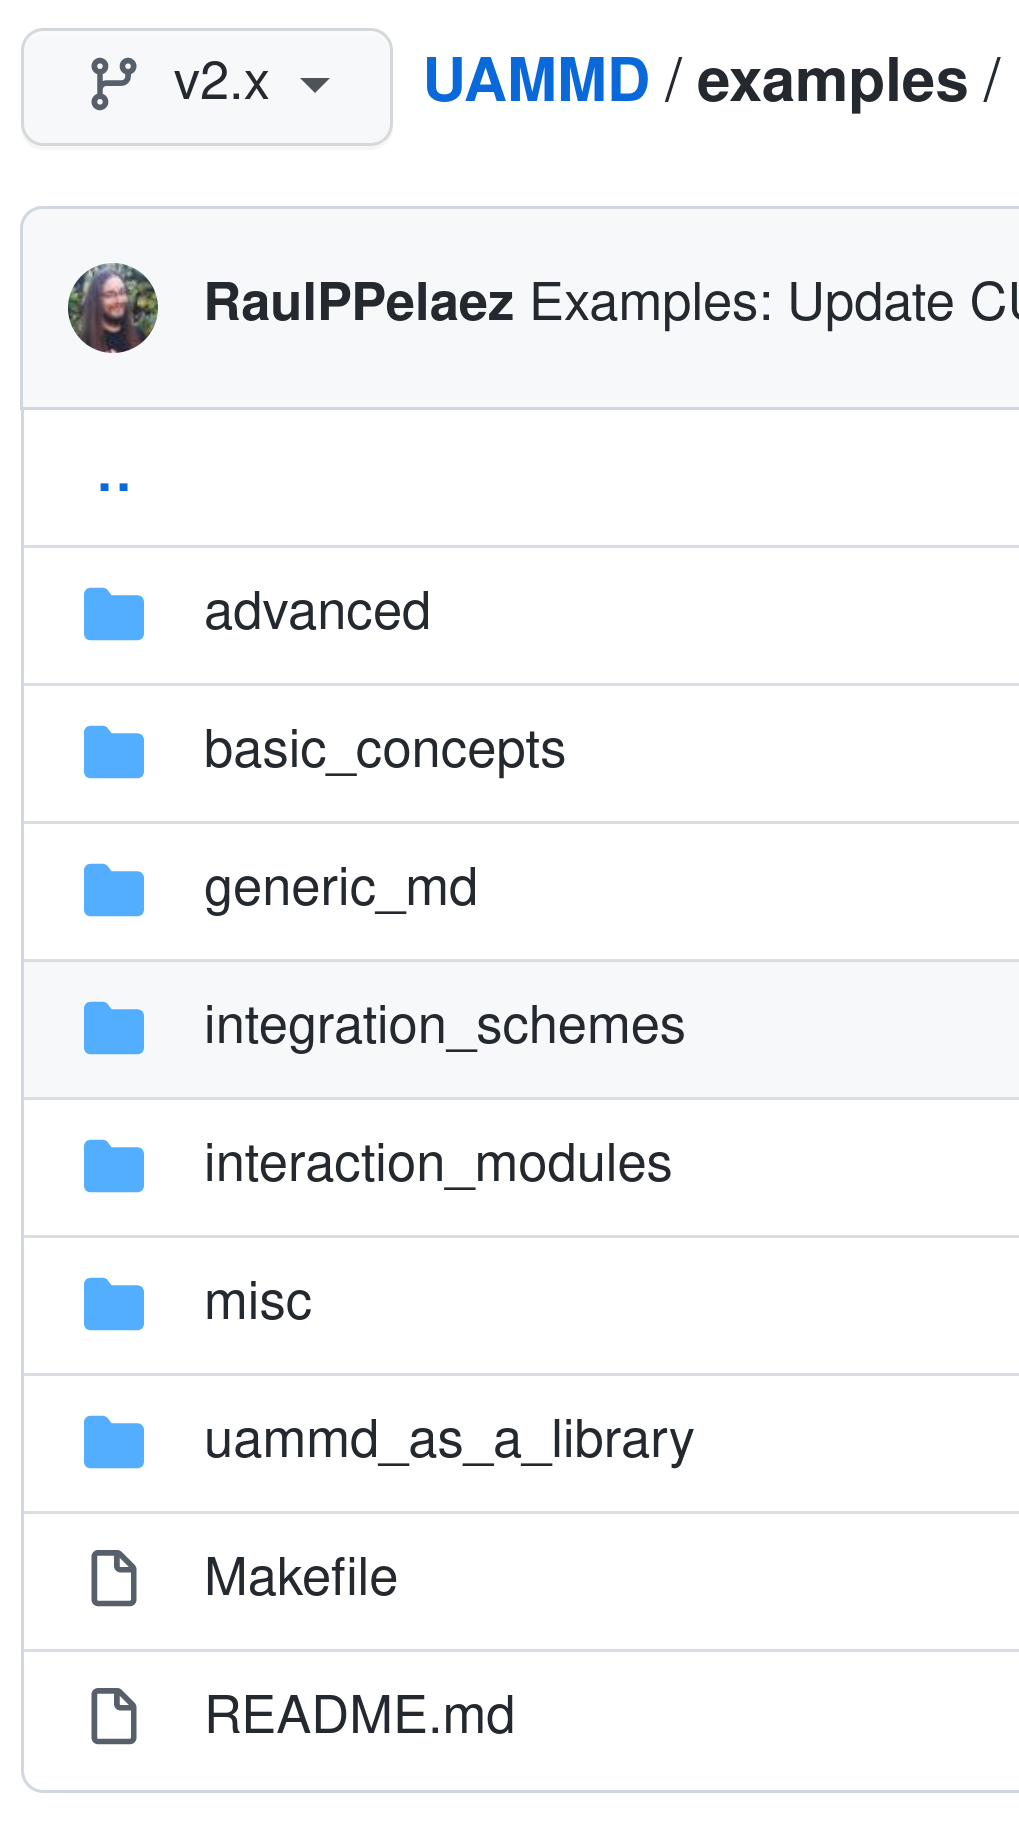 v2.x UAMMD / examples /
RaulPPelaez Examples: Update
..
advanced
basic_concepts
generic_md
integration_schemes
interaction_modules
misc
uammd_as_a_library
Makefile
README.md